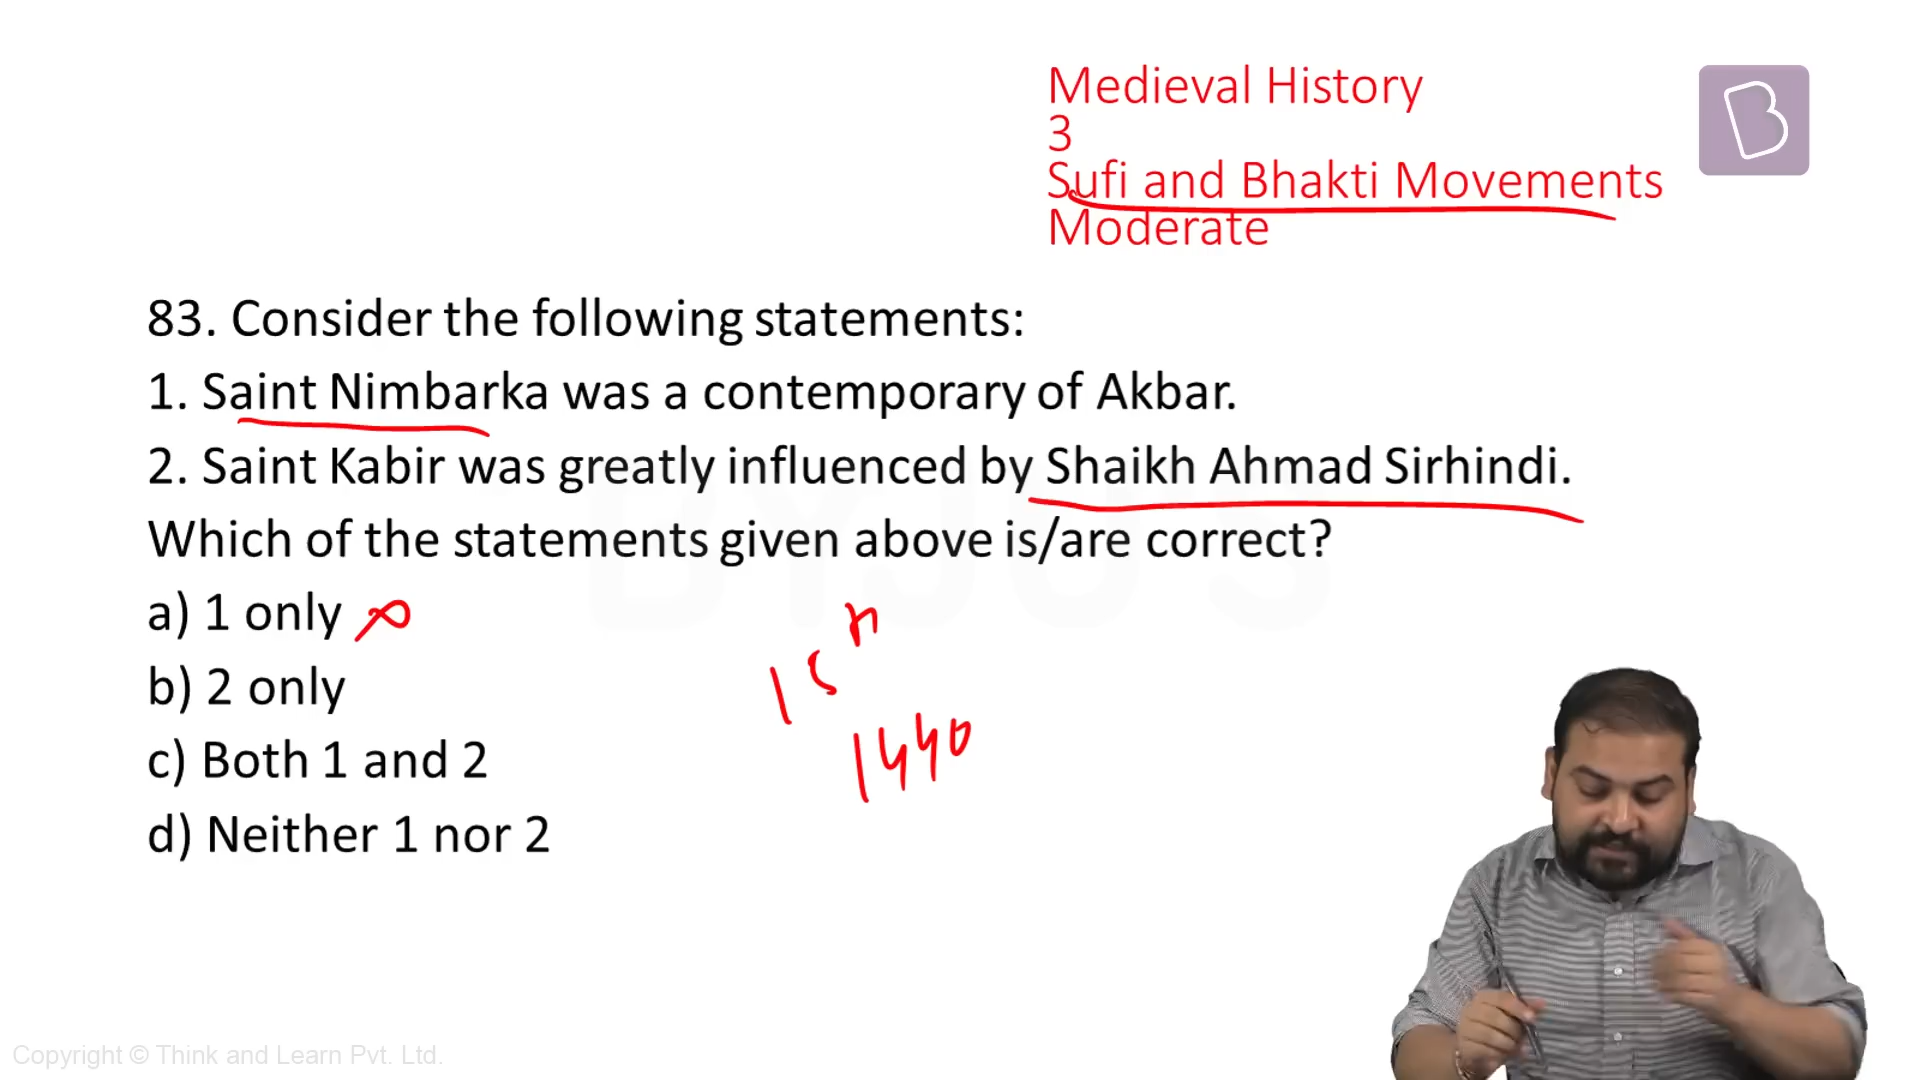 Medieval History
3
Sufi and Bhakti Movements
Moderate
83. Consider the following statements:
1. Saint Nimbarka was a contemporary of Akbar.
2. Saint Kabir was greatly influenced by Shaikh Ahmad Sirhindi.
Which of the statements given above is/are correct?
a) 1 only
b) 2 only
c) Both 1 and 2
d) Neither 1 nor 2
15
1440
BYJU'S
Copyright © Think and Learn Pvt. Ltd.